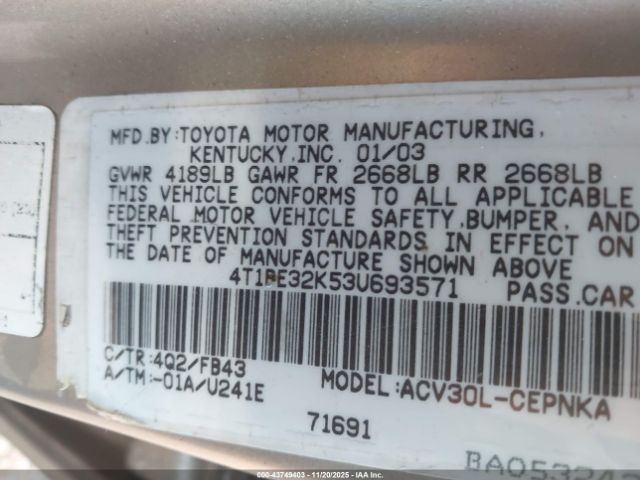 MFD.BY:TOYOTA MOTOR MANUFACTURING,
KENTUCKY,INC. 01/03
GVWR 4189LB GAWR FR 2668LB RR 2668LB
THIS VEHICLE CONFORMS TO ALL APPLICABLE
FEDERAL MOTOR VEHICLE SAFETY,BUMPER, AND
THEFT PREVENTION STANDARDS IN EFFECT ON
THE DATE OF MANUFACTURE SHOWN ABOVE
4T1BE32K53U693571 PASS.CAR
C/TR:4Q2/FB43
A/TM:-01A/U241E MODEL:ACV30L-CEPNKA
71691
© IAA - 43749403 - 11/20/2025 - IAAI.com